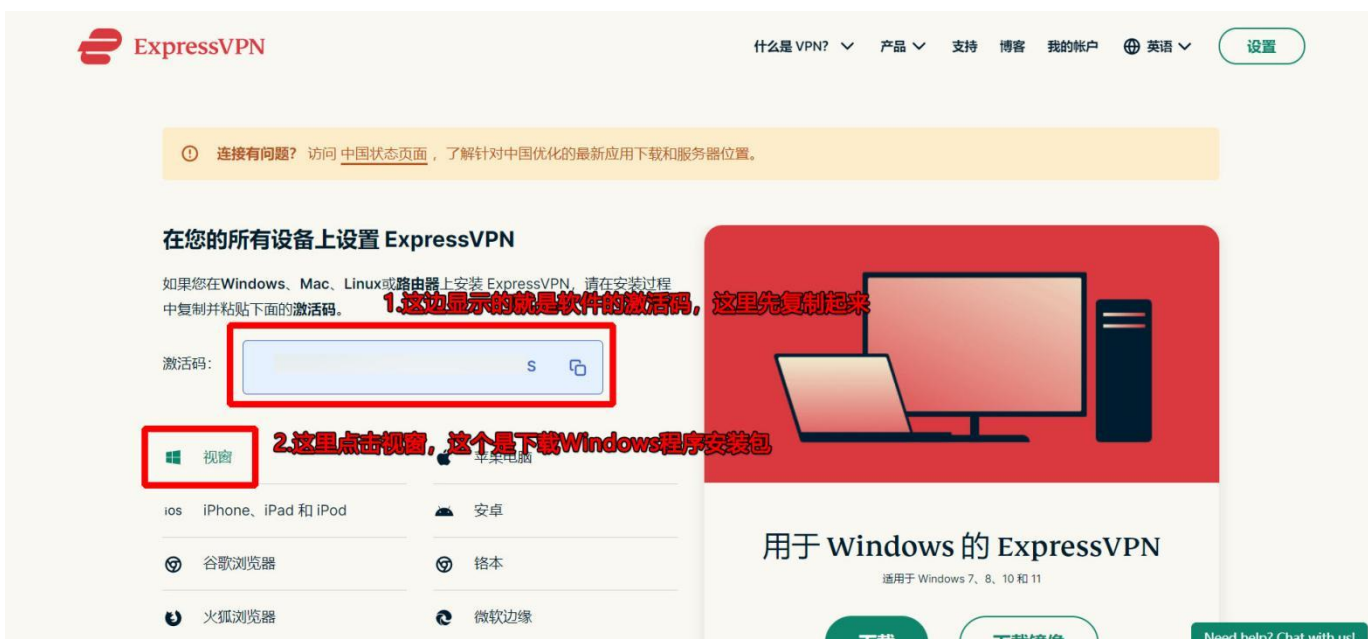 ExpressVPN
什么是 VPN? 产品 支持 博客 我的帐户 英语 设置
连接有问题? 访问 中国状态页面 ，了解针对中国优化的最新应用下载和服务器位置。
在您的所有设备上设置 ExpressVPN
如果您在Windows、Mac、Linux或路由器上安装 ExpressVPN，请在安装过程
中复制并粘贴下面的激活码。
1.这边显示的就是软件的激活码，这里先复制起来
激活码: S
2.这里点击视窗，这个是下载Windows程序安装包
视窗 苹果电脑
ios iPhone、iPad 和 iPod 安卓
谷歌浏览器 铬本
火狐浏览器 微软边缘
用于 Windows 的 ExpressVPN
适用于 Windows 7、8、10 和 11
下载 下载镜像
Need help? Chat with us!